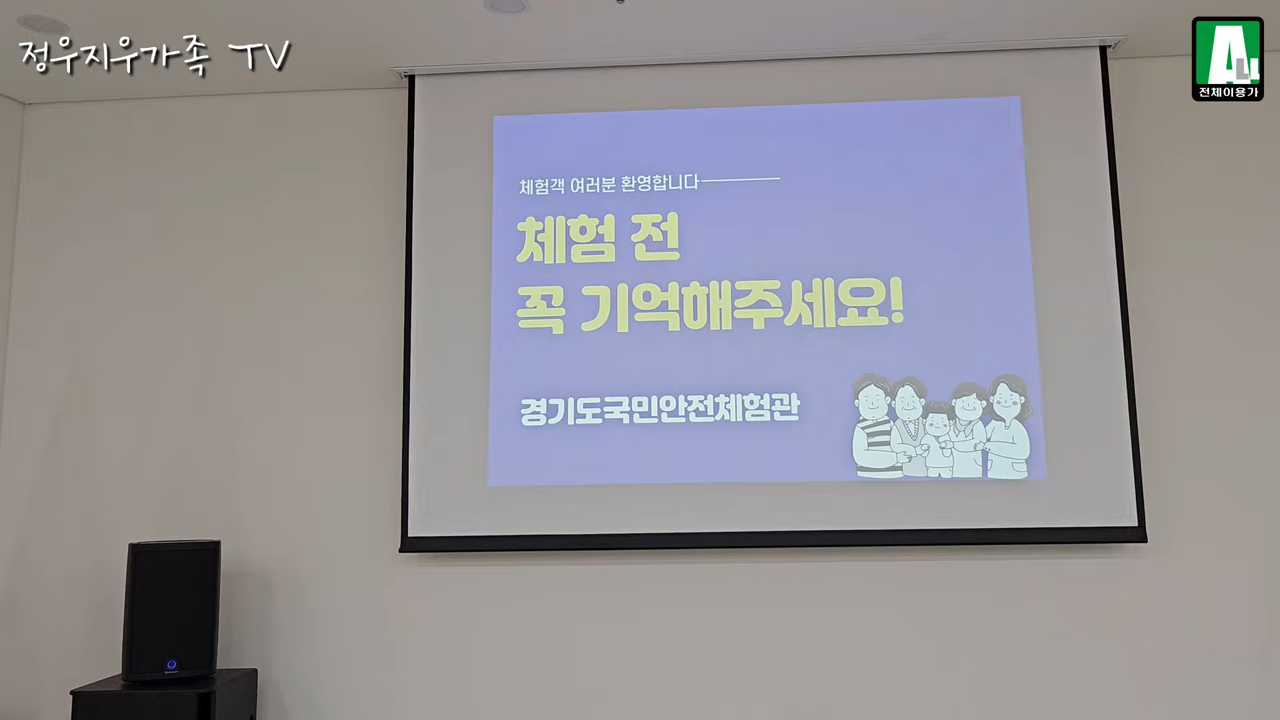 정우지우가족 TV
ALL
전체이용가
체험객 여러분 환영합니다
체험 전
꼭 기억해주세요!
경기도국민안전체험관